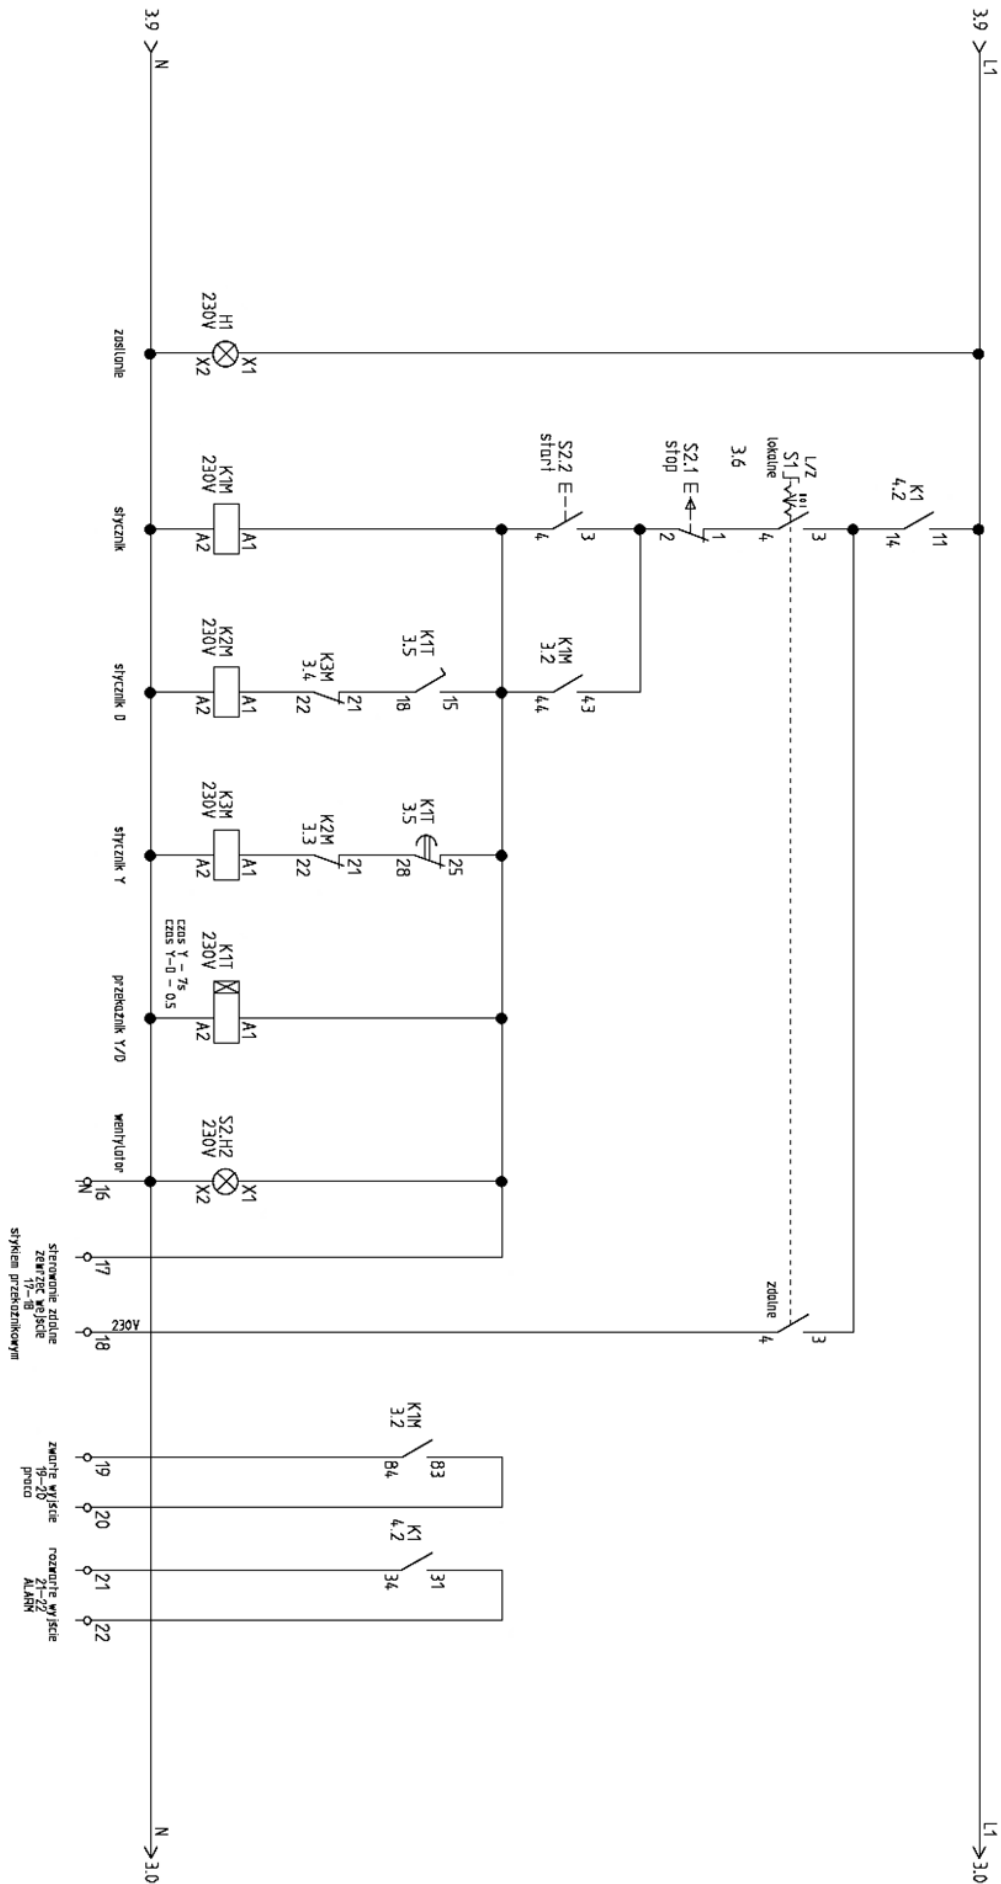 3.9
L1
3.9
N
H1
230V
X1
X2
zasilanie
K1
4.2
11
14
L/Z
S1
lokalne
101
3
4
3.6
S2.1 E
stop
1
2
S2.2 E
start
3
4
K1M
230V
A1
A2
stycznik
K1M
3.2
43
44
K1T
3.5
15
18
K3M
3.4
21
22
K2M
230V
A1
A2
stycznik D
K1T
3.5
25
28
K2M
3.3
21
22
K3M
230V
A1
A2
stycznik Y
K1T
230V
A1
A2
czas Y - 7s
czas Y-D - 0.5
przekaźnik Y/D
S2.H2
230V
X1
X2
wentylator
16
N
17
sterowanie zdalne
zewrzeć wejście
17-18
stykiem przekaźnikowym
zdalne
3
4
230V
18
K1M
3.2
83
84
19
20
zwarte wyjście
19-20
praca
K1
4.2
31
34
21
22
rozwarte wyjście
21-22
ALARM
L1
3.0
N
3.0